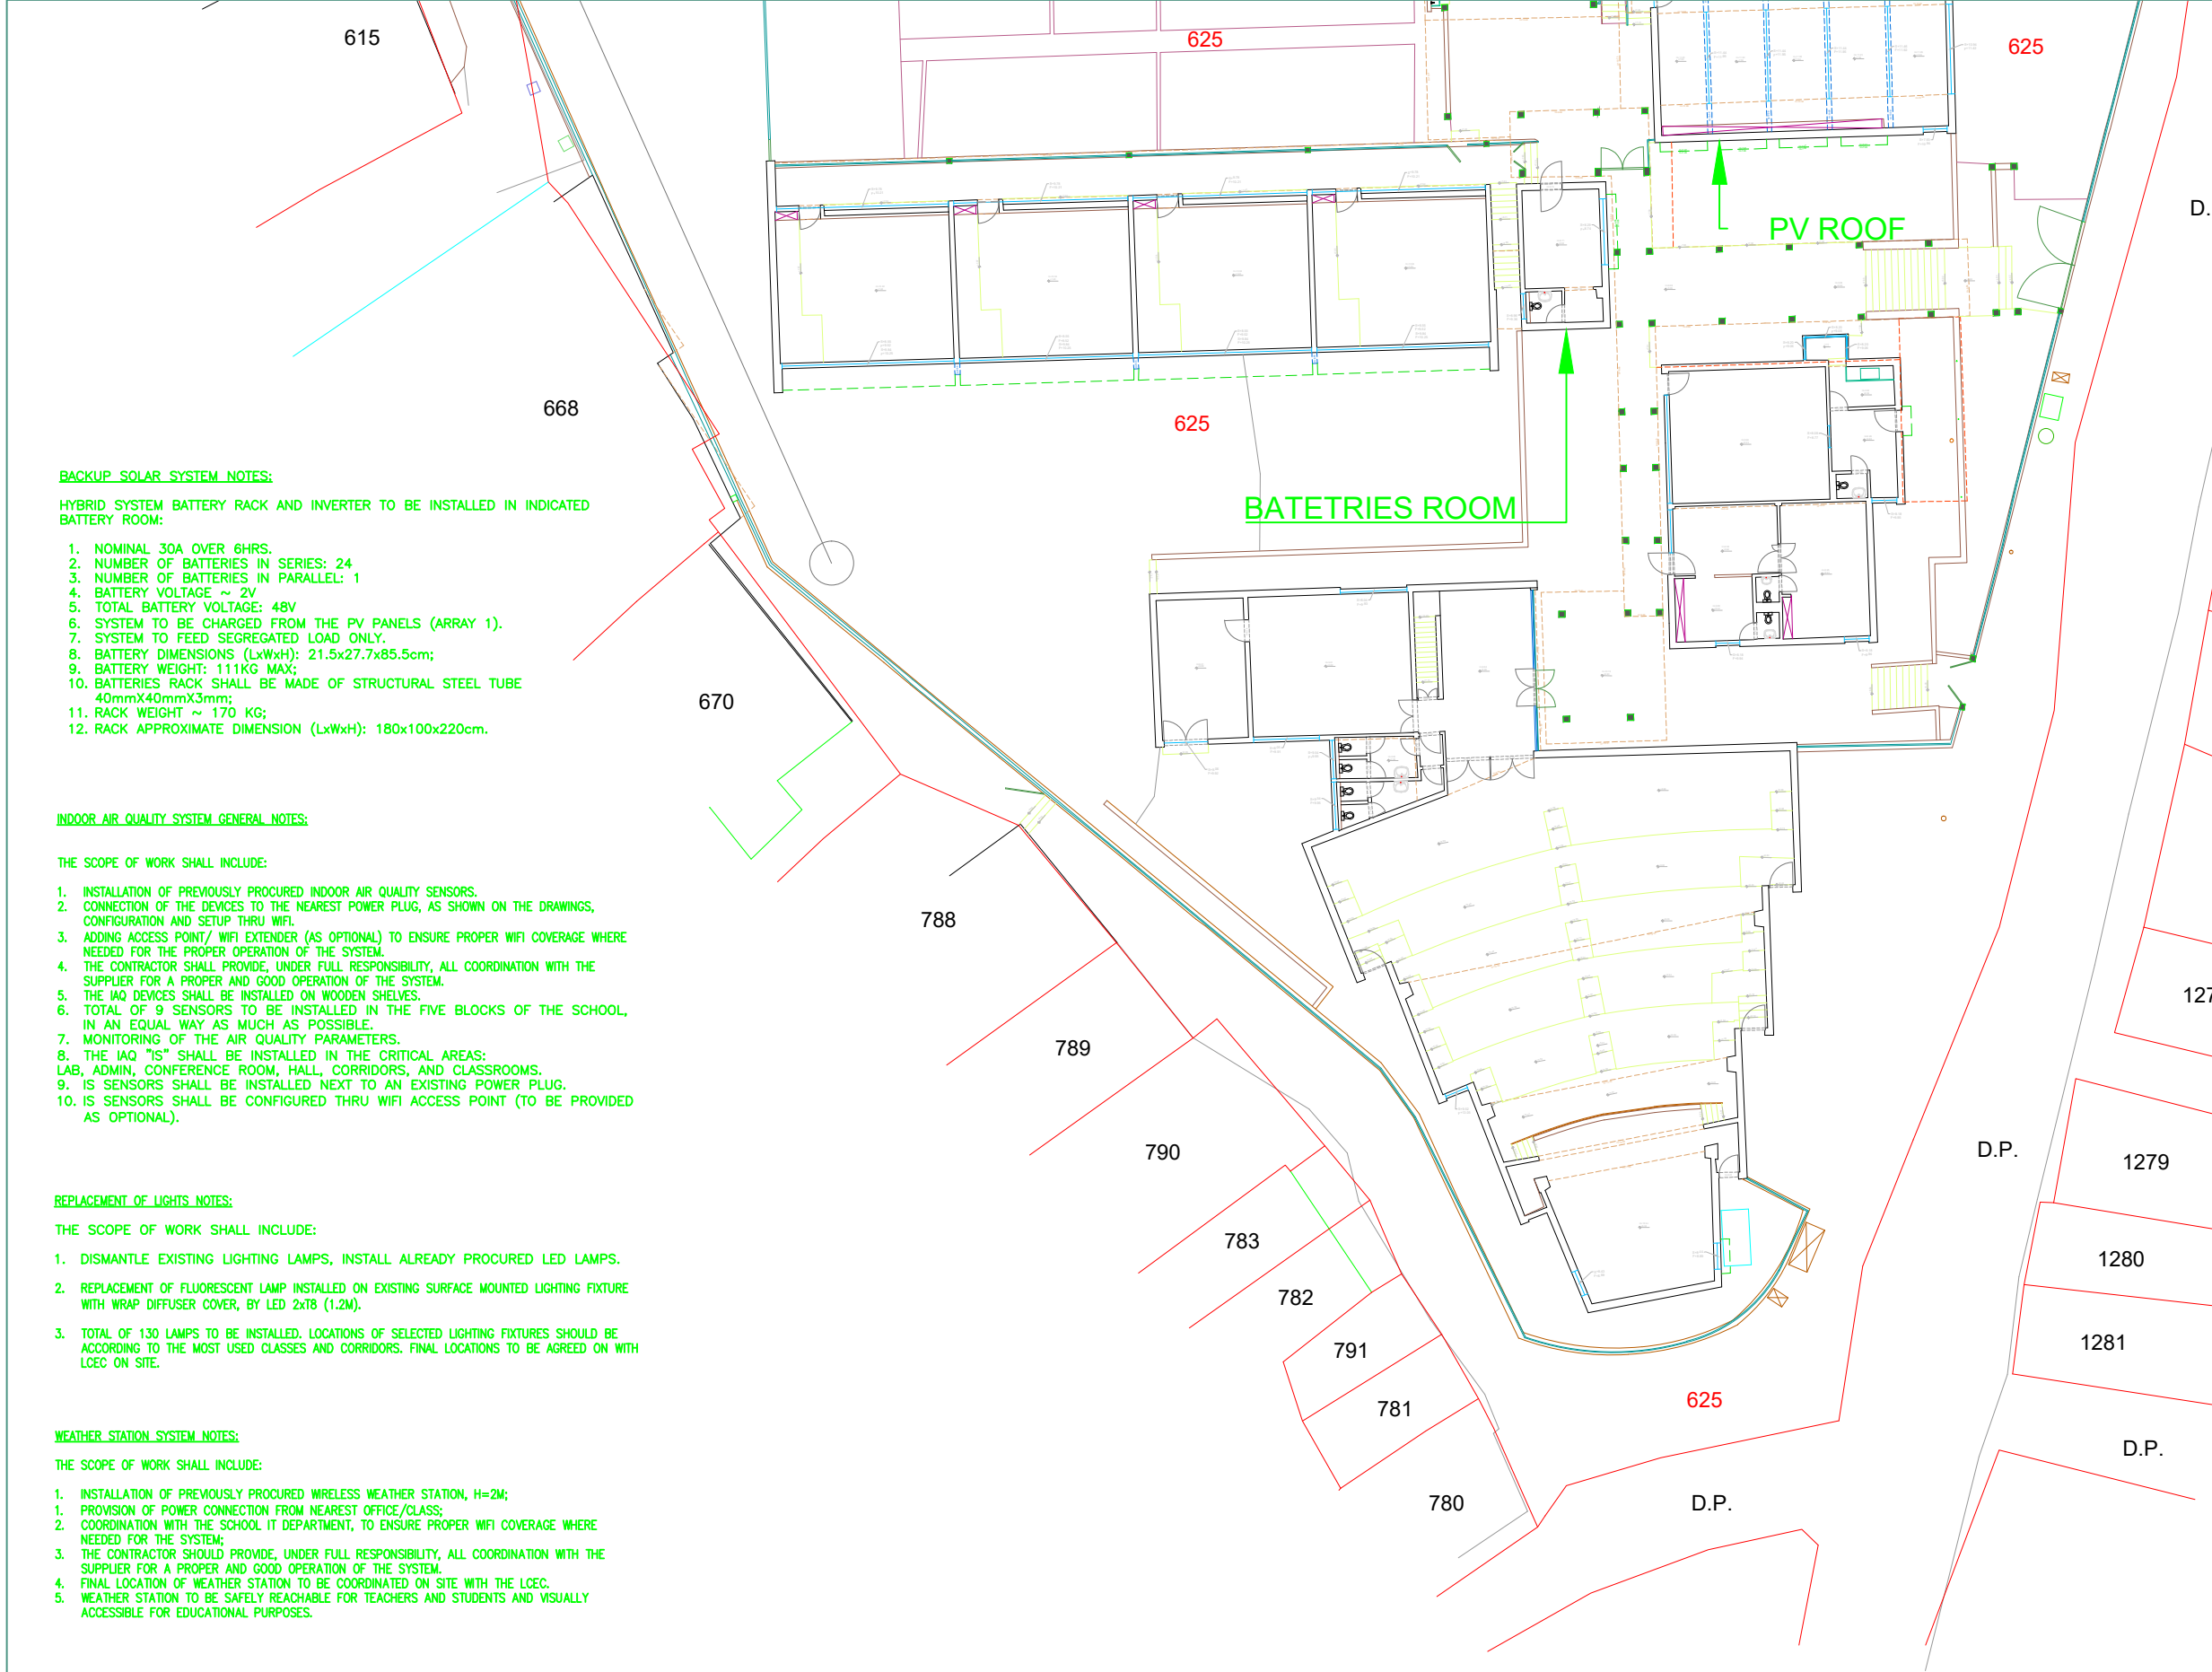 615
625
625
D.
PV ROOF
668
625
BATETRIES ROOM
BACKUP SOLAR SYSTEM NOTES:
HYBRID SYSTEM BATTERY RACK AND INVERTER TO BE INSTALLED IN INDICATED
BATTERY ROOM:
1. NOMINAL 30A OVER 6HRS.
2. NUMBER OF BATTERIES IN SERIES: 24
3. NUMBER OF BATTERIES IN PARALLEL: 1
4. BATTERY VOLTAGE ~ 2V
5. TOTAL BATTERY VOLTAGE: 48V
6. SYSTEM TO BE CHARGED FROM THE PV PANELS (ARRAY 1).
7. SYSTEM TO FEED SEGREGATED LOAD ONLY.
8. BATTERY DIMENSIONS (LxWxH): 21.5x27.7x85.5cm;
9. BATTERY WEIGHT: 111KG MAX;
10. BATTERIES RACK SHALL BE MADE OF STRUCTURAL STEEL TUBE
40mmX40mmX3mm;
11. RACK WEIGHT ~ 170 KG;
12. RACK APPROXIMATE DIMENSION (LxWxH): 180x100x220cm.
670
INDOOR AIR QUALITY SYSTEM GENERAL NOTES:
THE SCOPE OF WORK SHALL INCLUDE:
1. INSTALLATION OF PREVIOUSLY PROCURED INDOOR AIR QUALITY SENSORS.
2. CONNECTION OF THE DEVICES TO THE NEAREST POWER PLUG, AS SHOWN ON THE DRAWINGS,
CONFIGURATION AND SETUP THRU WIFI.
3. ADDING ACCESS POINT/ WIFI EXTENDER (AS OPTIONAL) TO ENSURE PROPER WIFI COVERAGE WHERE
NEEDED FOR THE PROPER OPERATION OF THE SYSTEM.
4. THE CONTRACTOR SHALL PROVIDE, UNDER FULL RESPONSIBILITY, ALL COORDINATION WITH THE
SUPPLIER FOR A PROPER AND GOOD OPERATION OF THE SYSTEM.
5. THE IAQ DEVICES SHALL BE INSTALLED ON WOODEN SHELVES.
6. TOTAL OF 9 SENSORS TO BE INSTALLED IN THE FIVE BLOCKS OF THE SCHOOL,
IN AN EQUAL WAY AS MUCH AS POSSIBLE.
7. MONITORING OF THE AIR QUALITY PARAMETERS.
8. THE IAQ "IS" SHALL BE INSTALLED IN THE CRITICAL AREAS:
LAB, ADMIN, CONFERENCE ROOM, HALL, CORRIDORS, AND CLASSROOMS.
9. IS SENSORS SHALL BE INSTALLED NEXT TO AN EXISTING POWER PLUG.
10. IS SENSORS SHALL BE CONFIGURED THRU WIFI ACCESS POINT (TO BE PROVIDED
AS OPTIONAL).
788
127
789
790
D.P.
1279
REPLACEMENT OF LIGHTS NOTES:
THE SCOPE OF WORK SHALL INCLUDE:
1. DISMANTLE EXISTING LIGHTING LAMPS, INSTALL ALREADY PROCURED LED LAMPS.
2. REPLACEMENT OF FLUORESCENT LAMP INSTALLED ON EXISTING SURFACE MOUNTED LIGHTING FIXTURE
WITH WRAP DIFFUSER COVER, BY LED 2xT8 (1.2M).
3. TOTAL OF 130 LAMPS TO BE INSTALLED. LOCATIONS OF SELECTED LIGHTING FIXTURES SHOULD BE
ACCORDING TO THE MOST USED CLASSES AND CORRIDORS. FINAL LOCATIONS TO BE AGREED ON WITH
LCEC ON SITE.
783
1280
782
791
1281
781
625
D.P.
WEATHER STATION SYSTEM NOTES:
THE SCOPE OF WORK SHALL INCLUDE:
1. INSTALLATION OF PREVIOUSLY PROCURED WIRELESS WEATHER STATION, H=2M;
1. PROVISION OF POWER CONNECTION FROM NEAREST OFFICE/CLASS;
2. COORDINATION WITH THE SCHOOL IT DEPARTMENT, TO ENSURE PROPER WIFI COVERAGE WHERE
NEEDED FOR THE SYSTEM;
3. THE CONTRACTOR SHOULD PROVIDE, UNDER FULL RESPONSIBILITY, ALL COORDINATION WITH THE
SUPPLIER FOR A PROPER AND GOOD OPERATION OF THE SYSTEM.
4. FINAL LOCATION OF WEATHER STATION TO BE COORDINATED ON SITE WITH THE LCEC.
5. WEATHER STATION TO BE SAFELY REACHABLE FOR TEACHERS AND STUDENTS AND VISUALLY
ACCESSIBLE FOR EDUCATIONAL PURPOSES.
780
D.P.